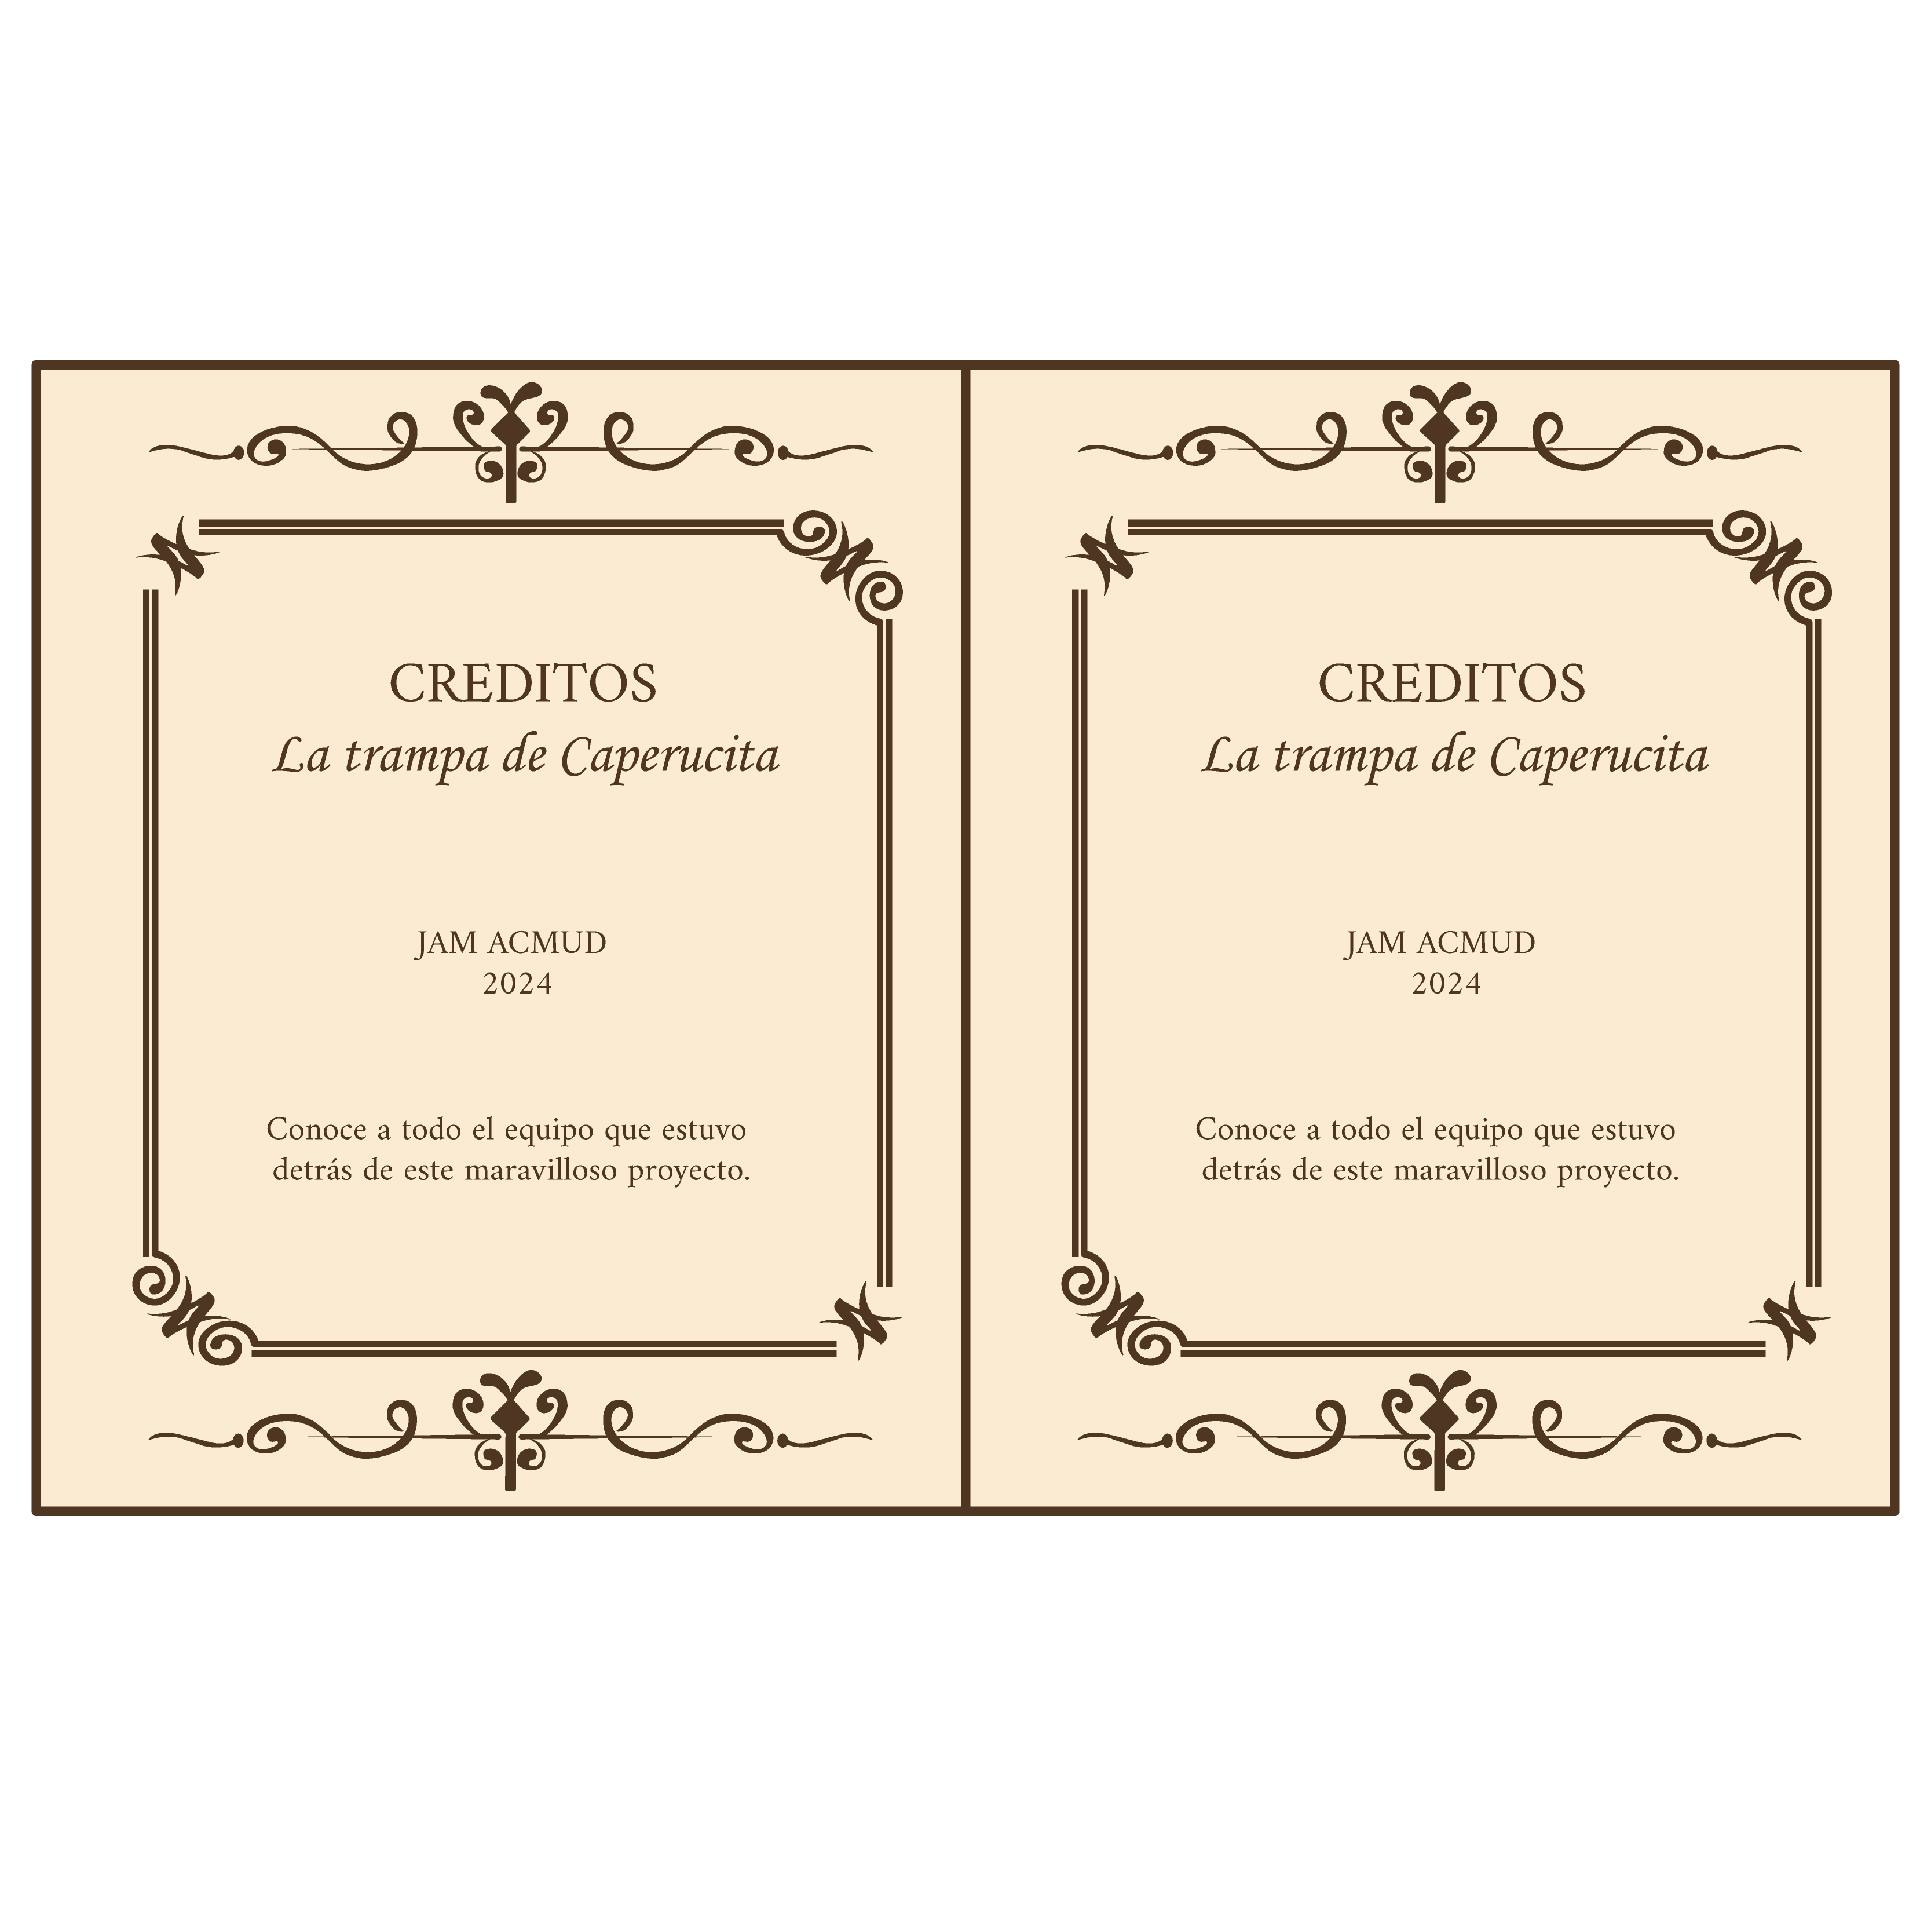 CREDITOS
La trampa de Caperucita
JAM ACMUD
2024
Conoce a todo el equipo que estuvo
detrás de este maravilloso proyecto.
CREDITOS
La trampa de Caperucita
JAM ACMUD
2024
Conoce a todo el equipo que estuvo
detrás de este maravilloso proyecto.